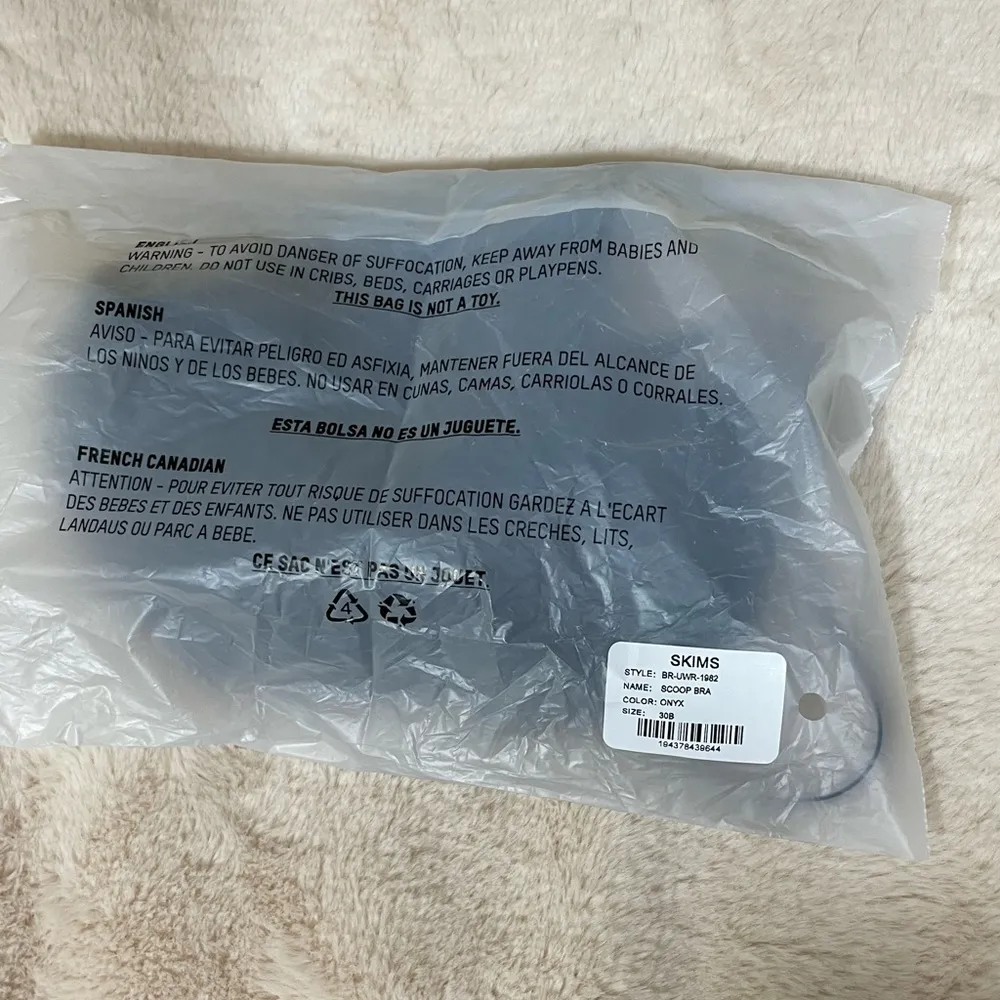 ENGLISH
WARNING - TO AVOID DANGER OF SUFFOCATION, KEEP AWAY FROM BABIES AND
CHILDREN. DO NOT USE IN CRIBS, BEDS, CARRIAGES OR PLAYPENS.
THIS BAG IS NOT A TOY.
SPANISH
AVISO - PARA EVITAR PELIGRO ED ASFIXIA, MANTENER FUERA DEL ALCANCE DE
LOS NINOS Y DE LOS BEBES. NO USAR EN CUNAS, CAMAS, CARRIOLAS O CORRALES.
ESTA BOLSA NO ES UN JUGUETE.
FRENCH CANADIAN
ATTENTION - POUR EVITER TOUT RISQUE DE SUFFOCATION GARDEZ A L'ECART
DES BEBES ET DES ENFANTS. NE PAS UTILISER DANS LES CRECHES, LITS,
LANDAUS OU PARC A BEBE.
CE SAC N'EST PAS UN JOUET.
4
SKIMS
STYLE: BR-UWR-1982
NAME: SCOOP BRA
COLOR: ONYX
SIZE: 30B
194378439644